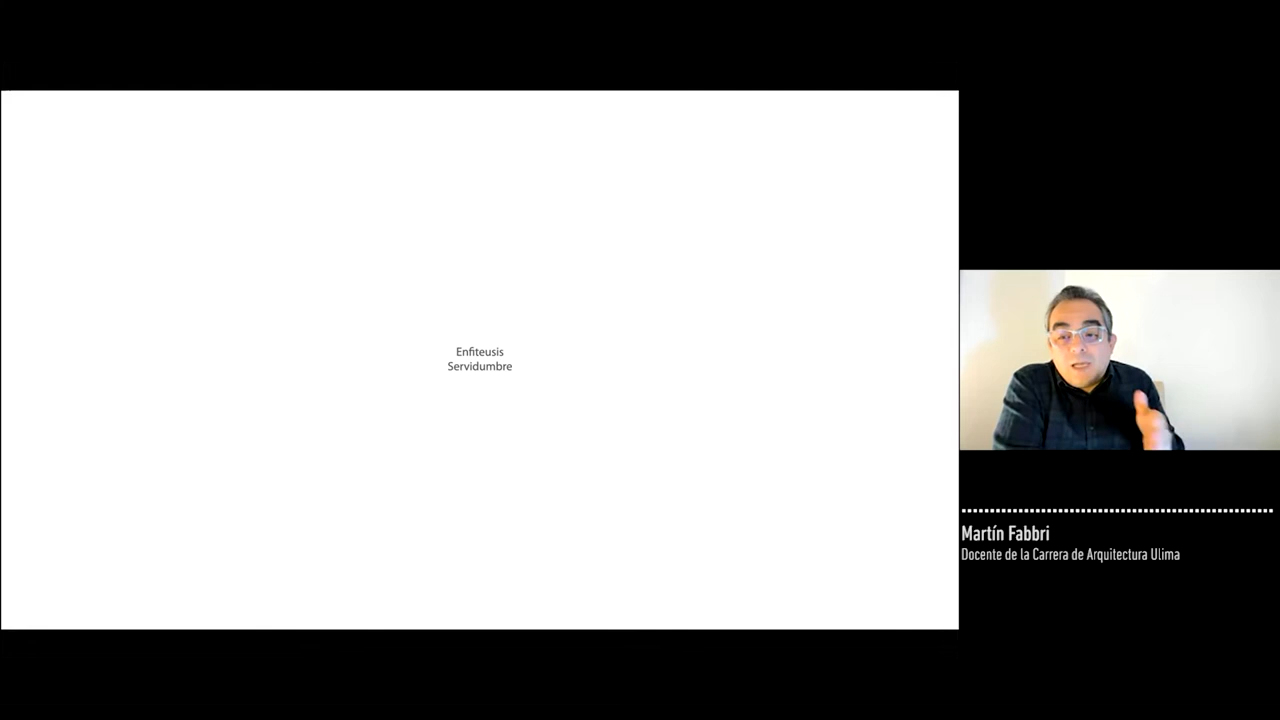 Enfiteusis
Servidumbre
Martín Fabbri
Docente de la Carrera de Arquitectura Ulima